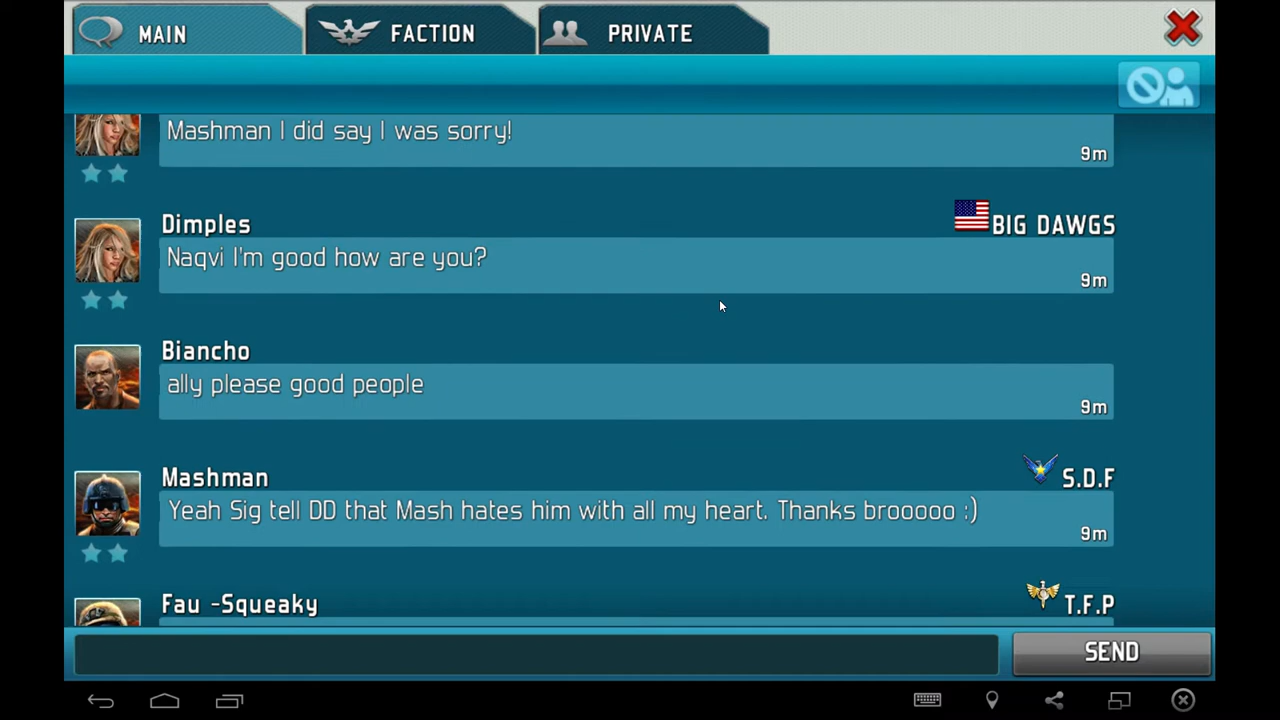 MAIN
FACTION
PRIVATE
Mashman I did say I was sorry!
9m
Dimples
BIG DAWGS
Naqvi I'm good how are you?
9m
Biancho
ally please good people
9m
Mashman
S.D.F
Yeah Sig tell DD that Mash hates him with all my heart. Thanks brooooo :)
9m
Fau -Squeaky
T.F.P
SEND